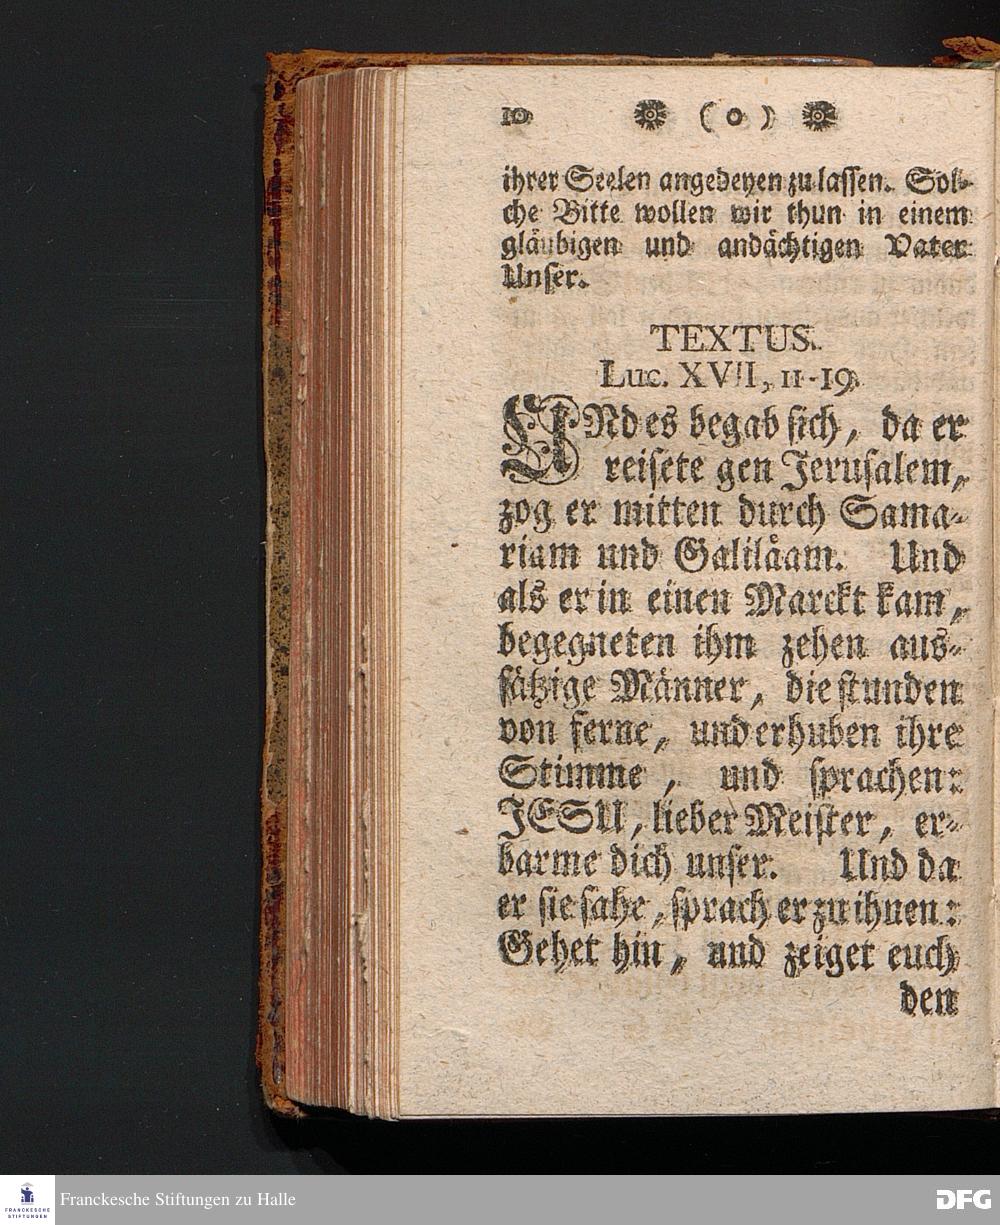 10 ❀ ( o ) ❀
ihrer Seelen angedeyen zu lassen. Sol-
che Bitte wollen wir thun in einem
gläubigen und andächtigen Vater
Unser.
TEXTUS.
Luc. XVII, 11-19.
UNd es begab sich, da er
reisete gen Jerusalem,
zog er mitten durch Sama-
riam und Galiläam. Und
als er in einen Marckt kam,
begegneten ihm zehen aus-
sätzige Männer, die stunden
von ferne, und erhuben ihre
Stimme, und sprachen:
JESU, lieber Meister, er-
barme dich unser. Und da
er sie sahe, sprach er zu ihnen:
Gehet hin, und zeiget euch
den
Franckesche Stiftungen zu Halle
FRANCKESCHE
STIFTUNGEN
DFG